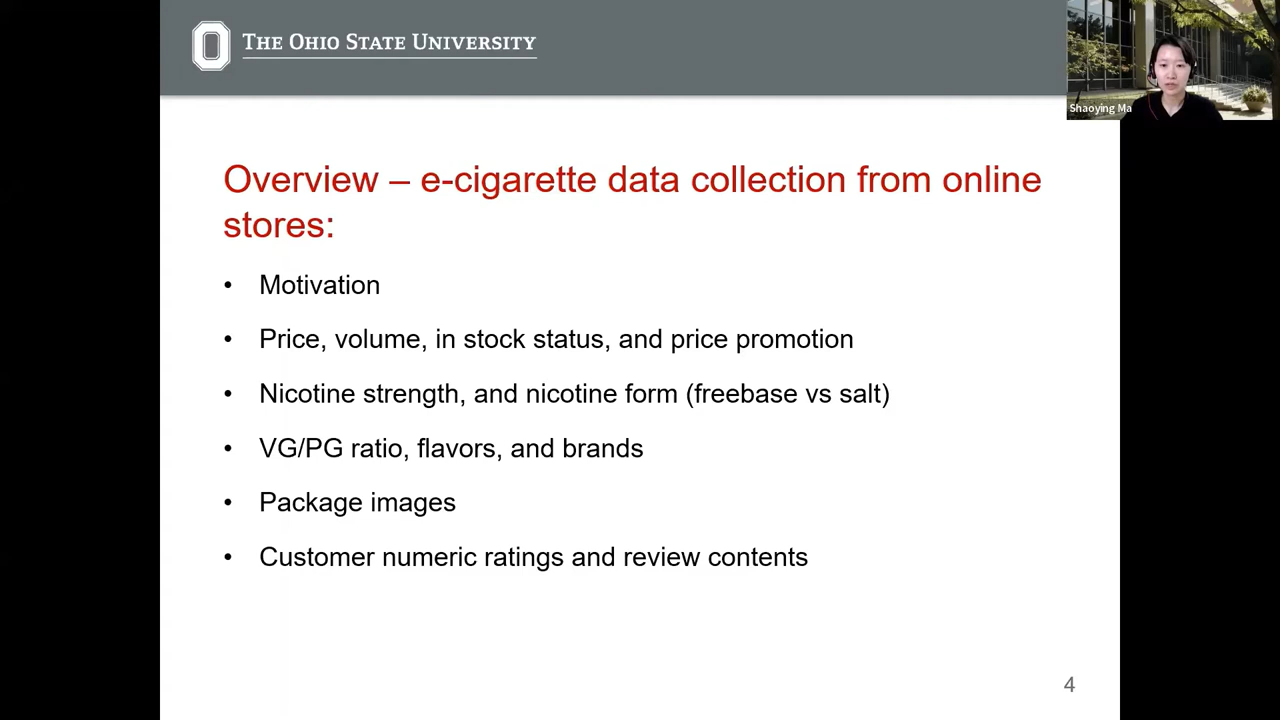 THE OHIO STATE UNIVERSITY
Shaoying Ma
Overview – e-cigarette data collection from online
stores:
• Motivation
• Price, volume, in stock status, and price promotion
• Nicotine strength, and nicotine form (freebase vs salt)
• VG/PG ratio, flavors, and brands
• Package images
• Customer numeric ratings and review contents
4